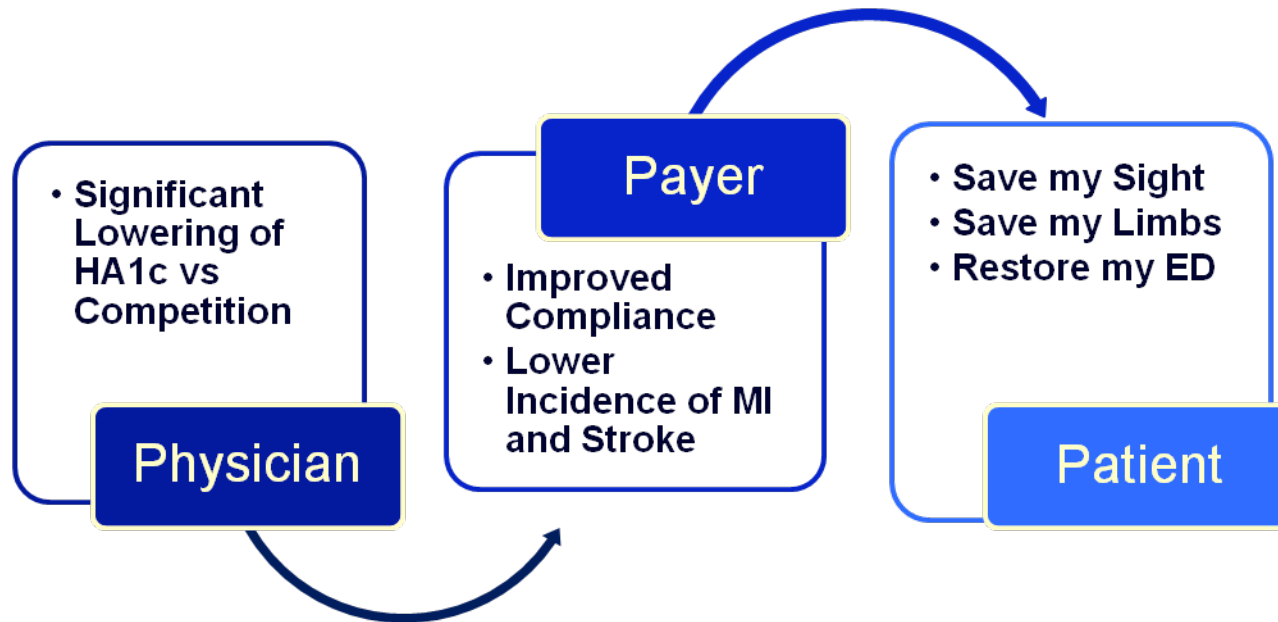 • Significant
Lowering of
HA1c vs
Competition
Physician
Payer
• Improved
Compliance
• Lower
Incidence of MI
and Stroke
• Save my Sight
• Save my Limbs
• Restore my ED
Patient